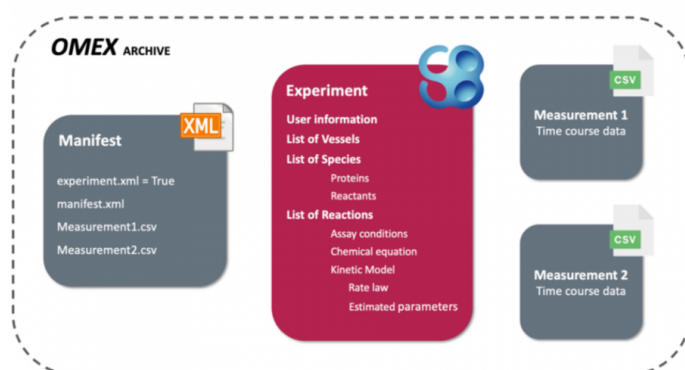 OMEX ARCHIVE
Manifest
XML
experiment.xml = True
manifest.xml
Measurement1.csv
Measurement2.csv
Experiment
User information
List of Vessels
List of Species
Proteins
Reactants
List of Reactions
Assay conditions
Chemical equation
Kinetic Model
Rate law
Estimated parameters
CSV
Measurement 1
Time course data
CSV
Measurement 2
Time course data